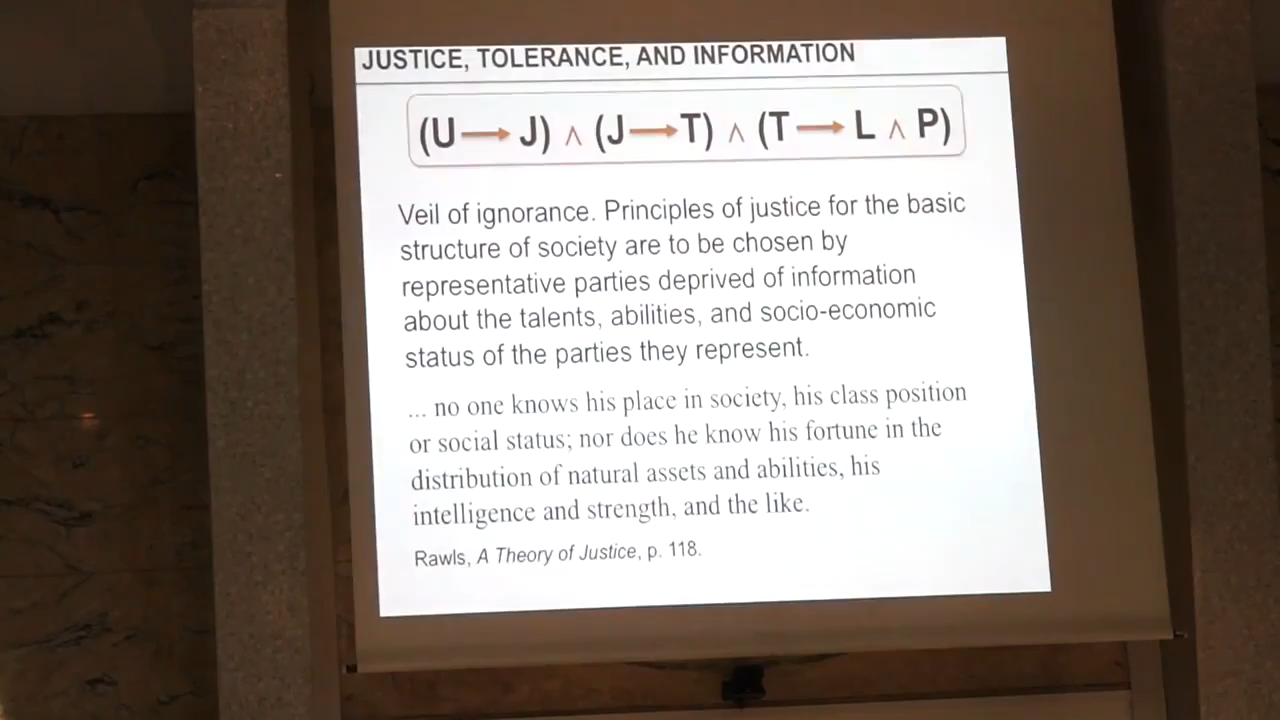 JUSTICE, TOLERANCE, AND INFORMATION
(U → J) ∧ (J → T) ∧ (T → L ∧ P)
Veil of ignorance. Principles of justice for the basic
structure of society are to be chosen by
representative parties deprived of information
about the talents, abilities, and socio-economic
status of the parties they represent.
... no one knows his place in society, his class position
or social status; nor does he know his fortune in the
distribution of natural assets and abilities, his
intelligence and strength, and the like.
Rawls, A Theory of Justice, p. 118.